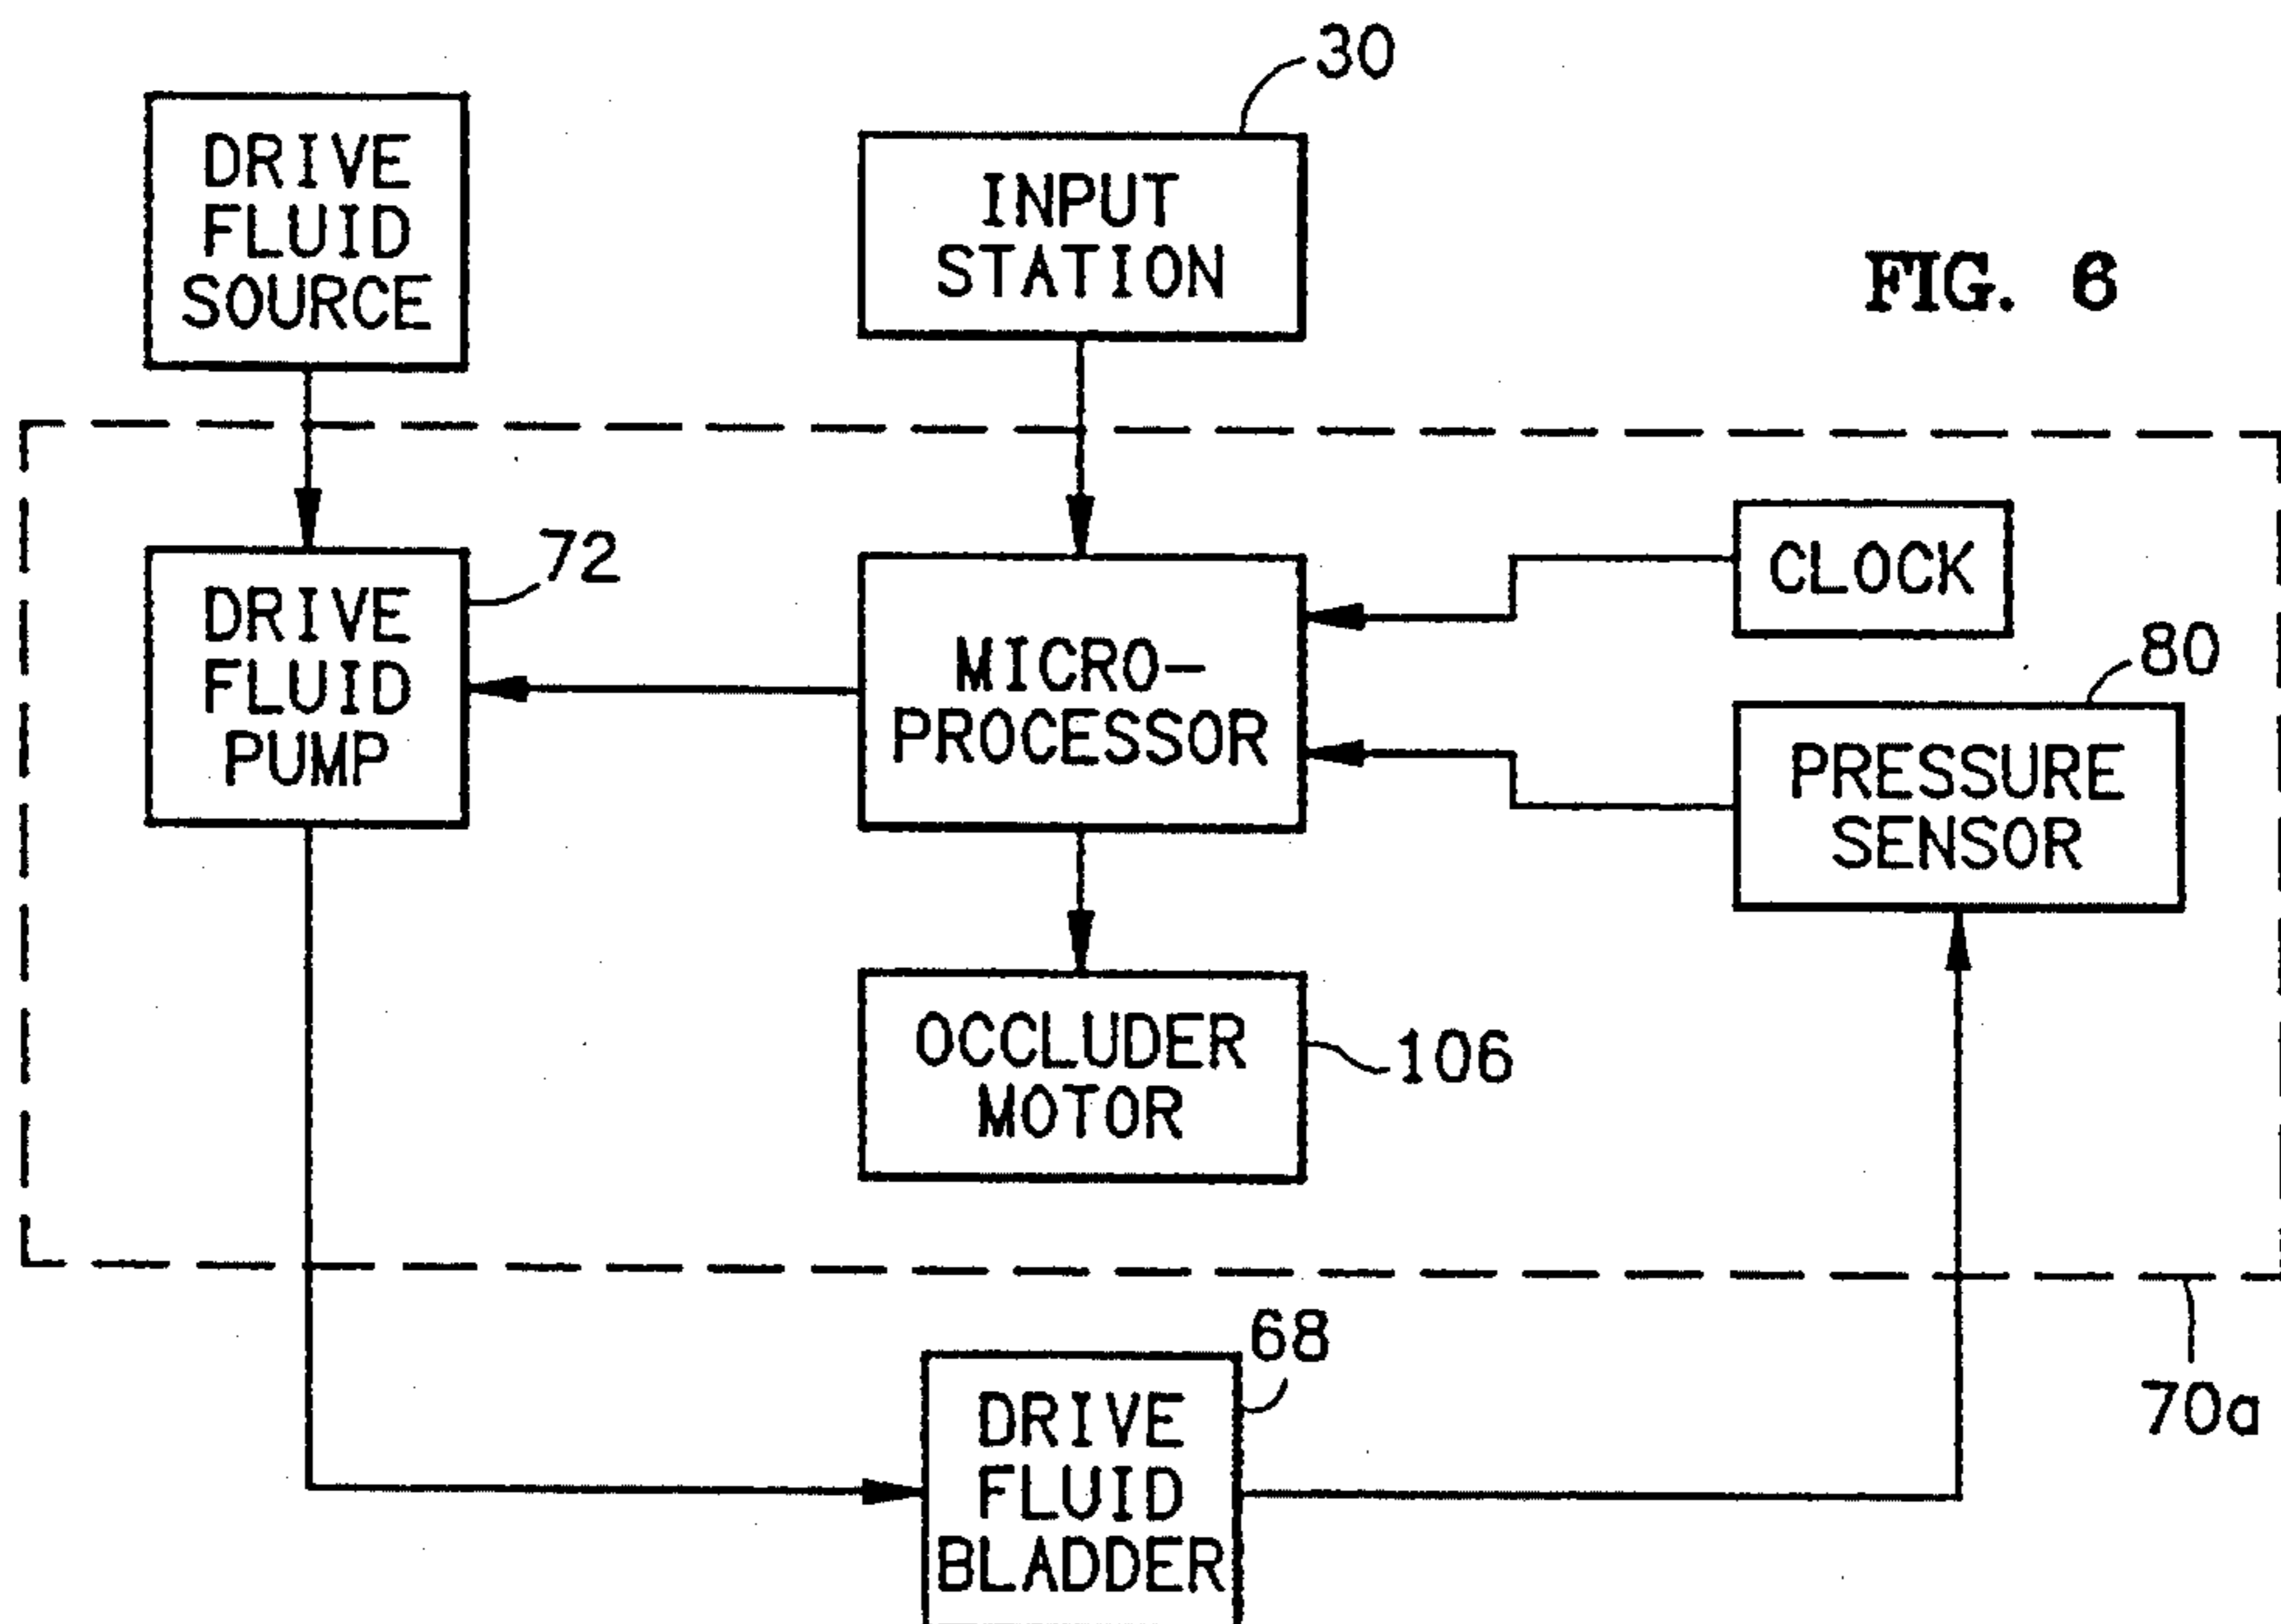 30
DRIVE
FLUID
SOURCE
INPUT
STATION
FIG. 6
72
DRIVE
FLUID
PUMP
MICRO-
PROCESSOR
CLOCK
80
PRESSURE
SENSOR
OCCLUDER
MOTOR
106
68
DRIVE
FLUID
BLADDER
70a